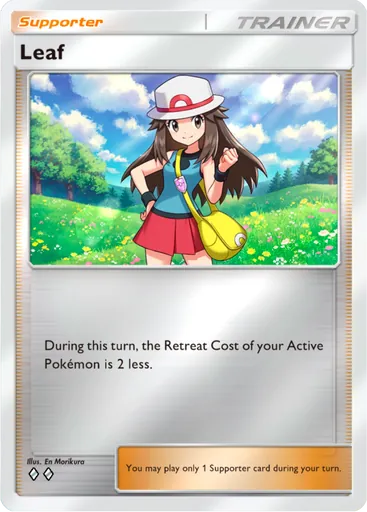 Supporter
TRAINER
Leaf
During this turn, the Retreat Cost of your Active
Pokémon is 2 less.
Illus. En Morikura
You may play only 1 Supporter card during your turn.